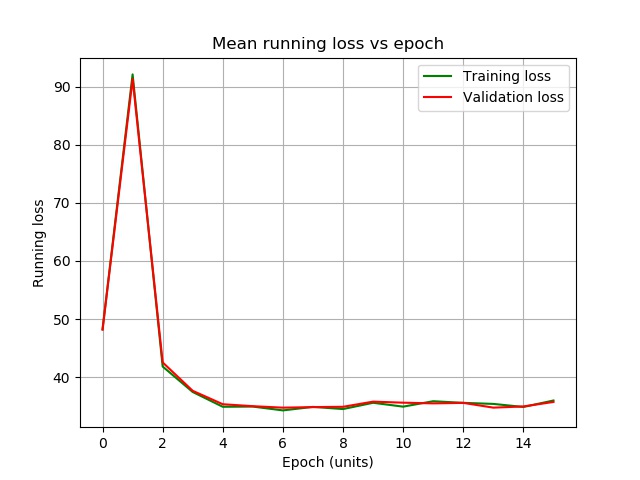 Mean running loss vs epoch
Training loss
Validation loss
90
80
70
60
50
40
Running loss
0 2 4 6 8 10 12 14
Epoch (units)